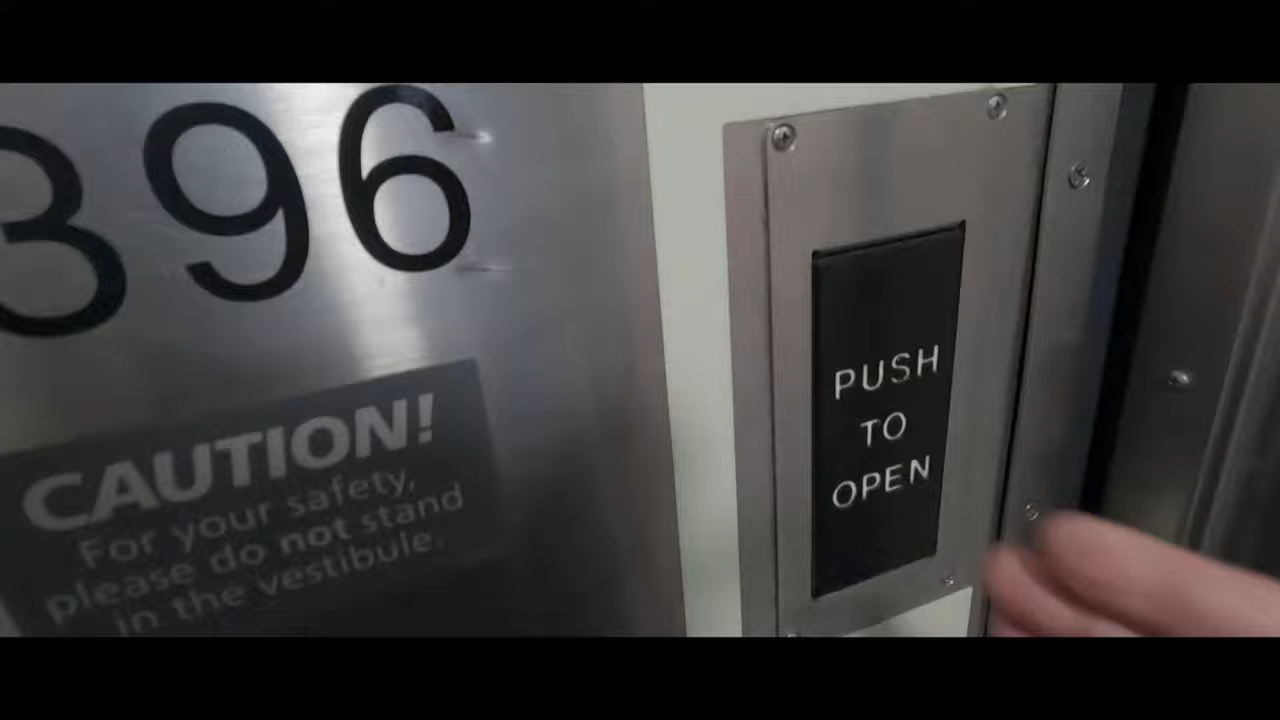 396
CAUTION!
For your safety,
please do not stand
in the vestibule.
PUSH
TO
OPEN